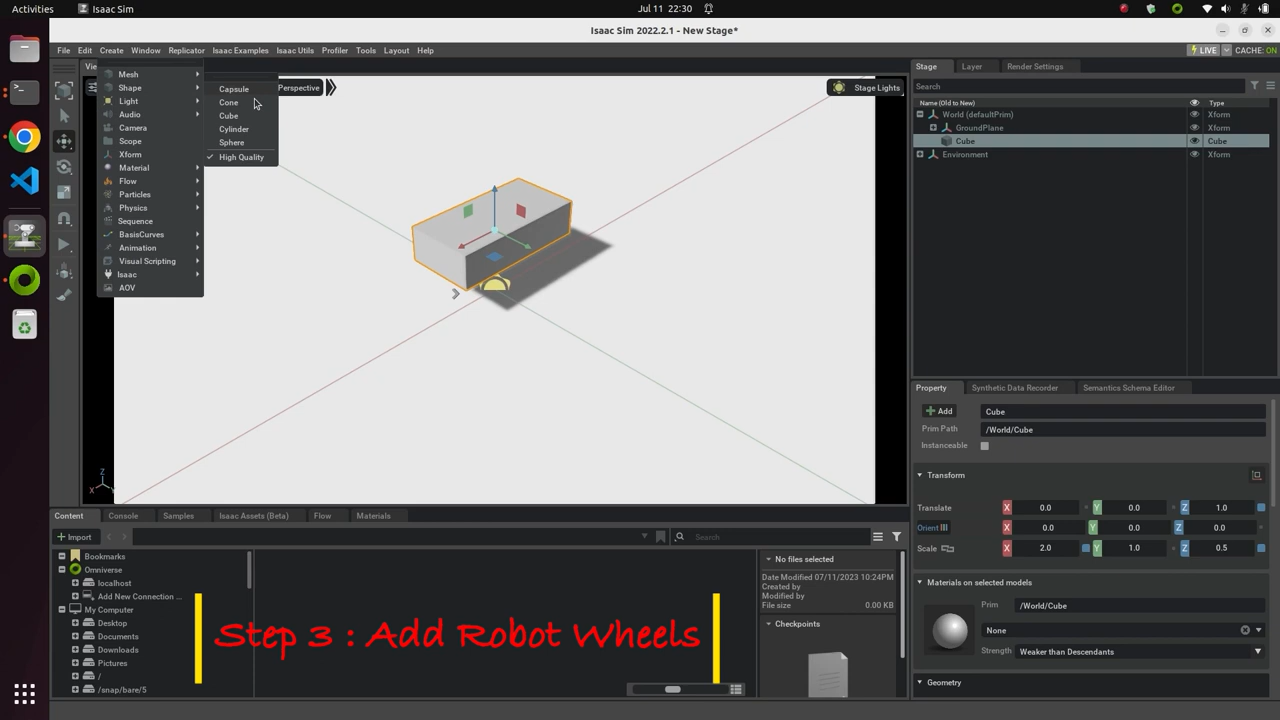 Activities
Isaac Sim
Jul 11 22:30
Isaac Sim 2022.2.1 - New Stage*
File Edit Create Window Replicator Isaac Examples Isaac Utils Profiler Tools Layout Help
LIVE
CACHE: ON
Mesh
Shape
Light
Audio
Camera
Scope
Xform
Material
Flow
Particles
Physics
Sequence
BasisCurves
Animation
Visual Scripting
Isaac
AOV
Capsule
Cone
Cube
Cylinder
Sphere
High Quality
Perspective
Stage Lights
Z
X
Stage Layer Render Settings
Search
Name (Old to New) Type
World (defaultPrim) Xform
GroundPlane Xform
Cube Cube
Environment Xform
Property Synthetic Data Recorder Semantics Schema Editor
Add Cube
Prim Path /World/Cube
Instanceable
Transform
Translate X 0.0 Y 0.0 Z 1.0
Orient X 0.0 Y 0.0 Z 0.0
Scale X 2.0 Y 1.0 Z 0.5
Materials on selected models
Prim /World/Cube
None
Strength Weaker than Descendants
Geometry
Content Console Samples Isaac Assets (Beta) Flow Materials
Import
Search
Bookmarks
Omniverse
localhost
Add New Connection ...
My Computer
Desktop
Documents
Downloads
Pictures
/
/snap/bare/5
No files selected
Date Modified 07/11/2023 10:24PM
Created by
Modified by
File size 0.00 KB
Checkpoints
Step 3 : Add Robot Wheels